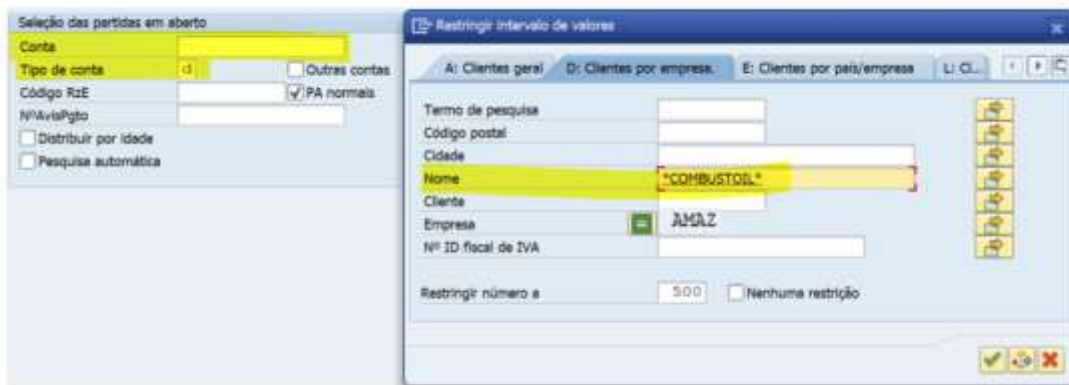 Seleção das partidas em aberto
Conta
Tipo de conta d Outras contas
Código RzE PA normais
NºAvisPgto
Distribuir por idade
Pesquisa automática
Restringir intervalo de valores
A: Clientes geral D: Clientes por empresa. E: Clientes por país/empresa L: Cl...
Termo de pesquisa
Código postal
Cidade
Nome *COMBUSTOIL*
Cliente
Empresa = AMAZ
Nº ID fiscal de IVA
Restringir número a 500 Nenhuma restrição